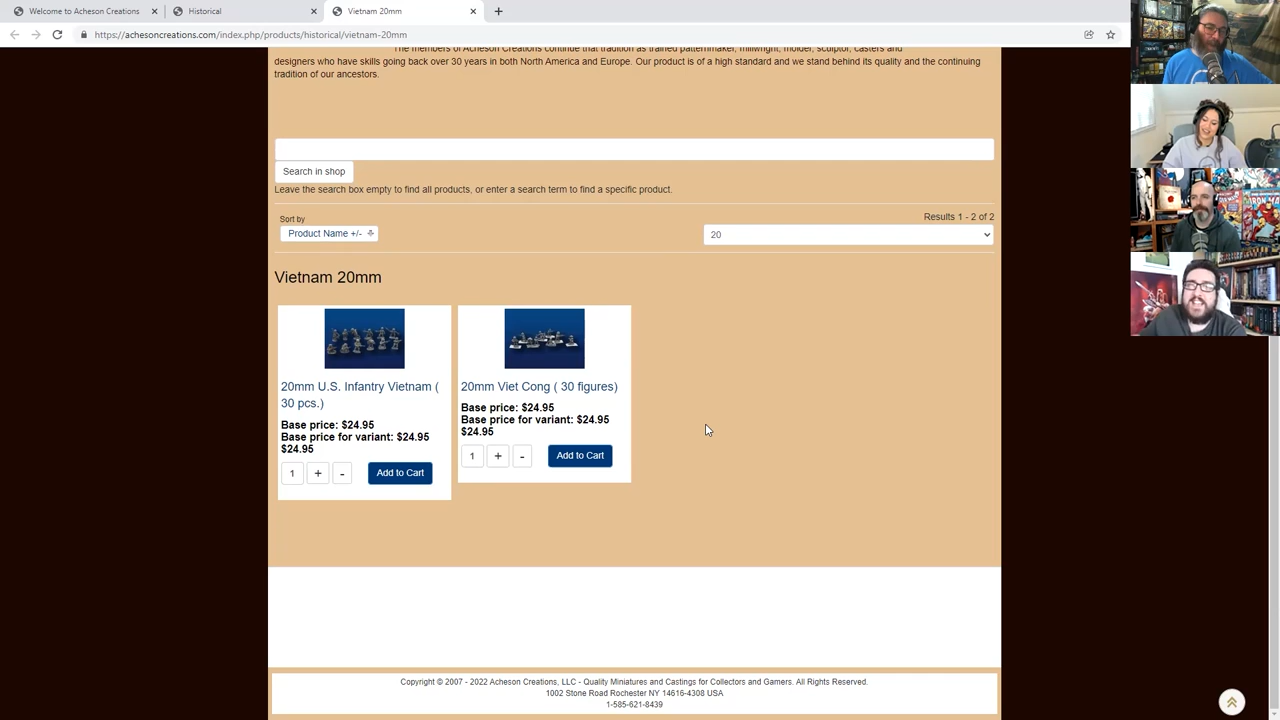 Welcome to Acheson Creations
Historical
Vietnam 20mm
https://achesoncreations.com/index.php/products/historical/vietnam-20mm
The members of Acheson Creations continue that tradition as trained patternmaker, millwright, molder, sculptor, casters and
designers who have skills going back over 30 years in both North America and Europe. Our product is of a high standard and we stand behind its quality and the continuing
tradition of our ancestors.
Search in shop
Leave the search box empty to find all products, or enter a search term to find a specific product.
Sort by
Product Name +/-
Results 1 - 2 of 2
20
Vietnam 20mm
20mm U.S. Infantry Vietnam (
30 pcs.)
Base price: $24.95
Base price for variant: $24.95
$24.95
1 + - Add to Cart
20mm Viet Cong ( 30 figures)
Base price: $24.95
Base price for variant: $24.95
$24.95
1 + - Add to Cart
Copyright © 2007 - 2022 Acheson Creations, LLC - Quality Miniatures and Castings for Collectors and Gamers. All Rights Reserved.
1002 Stone Road Rochester NY 14616-4308 USA
1-585-621-8439